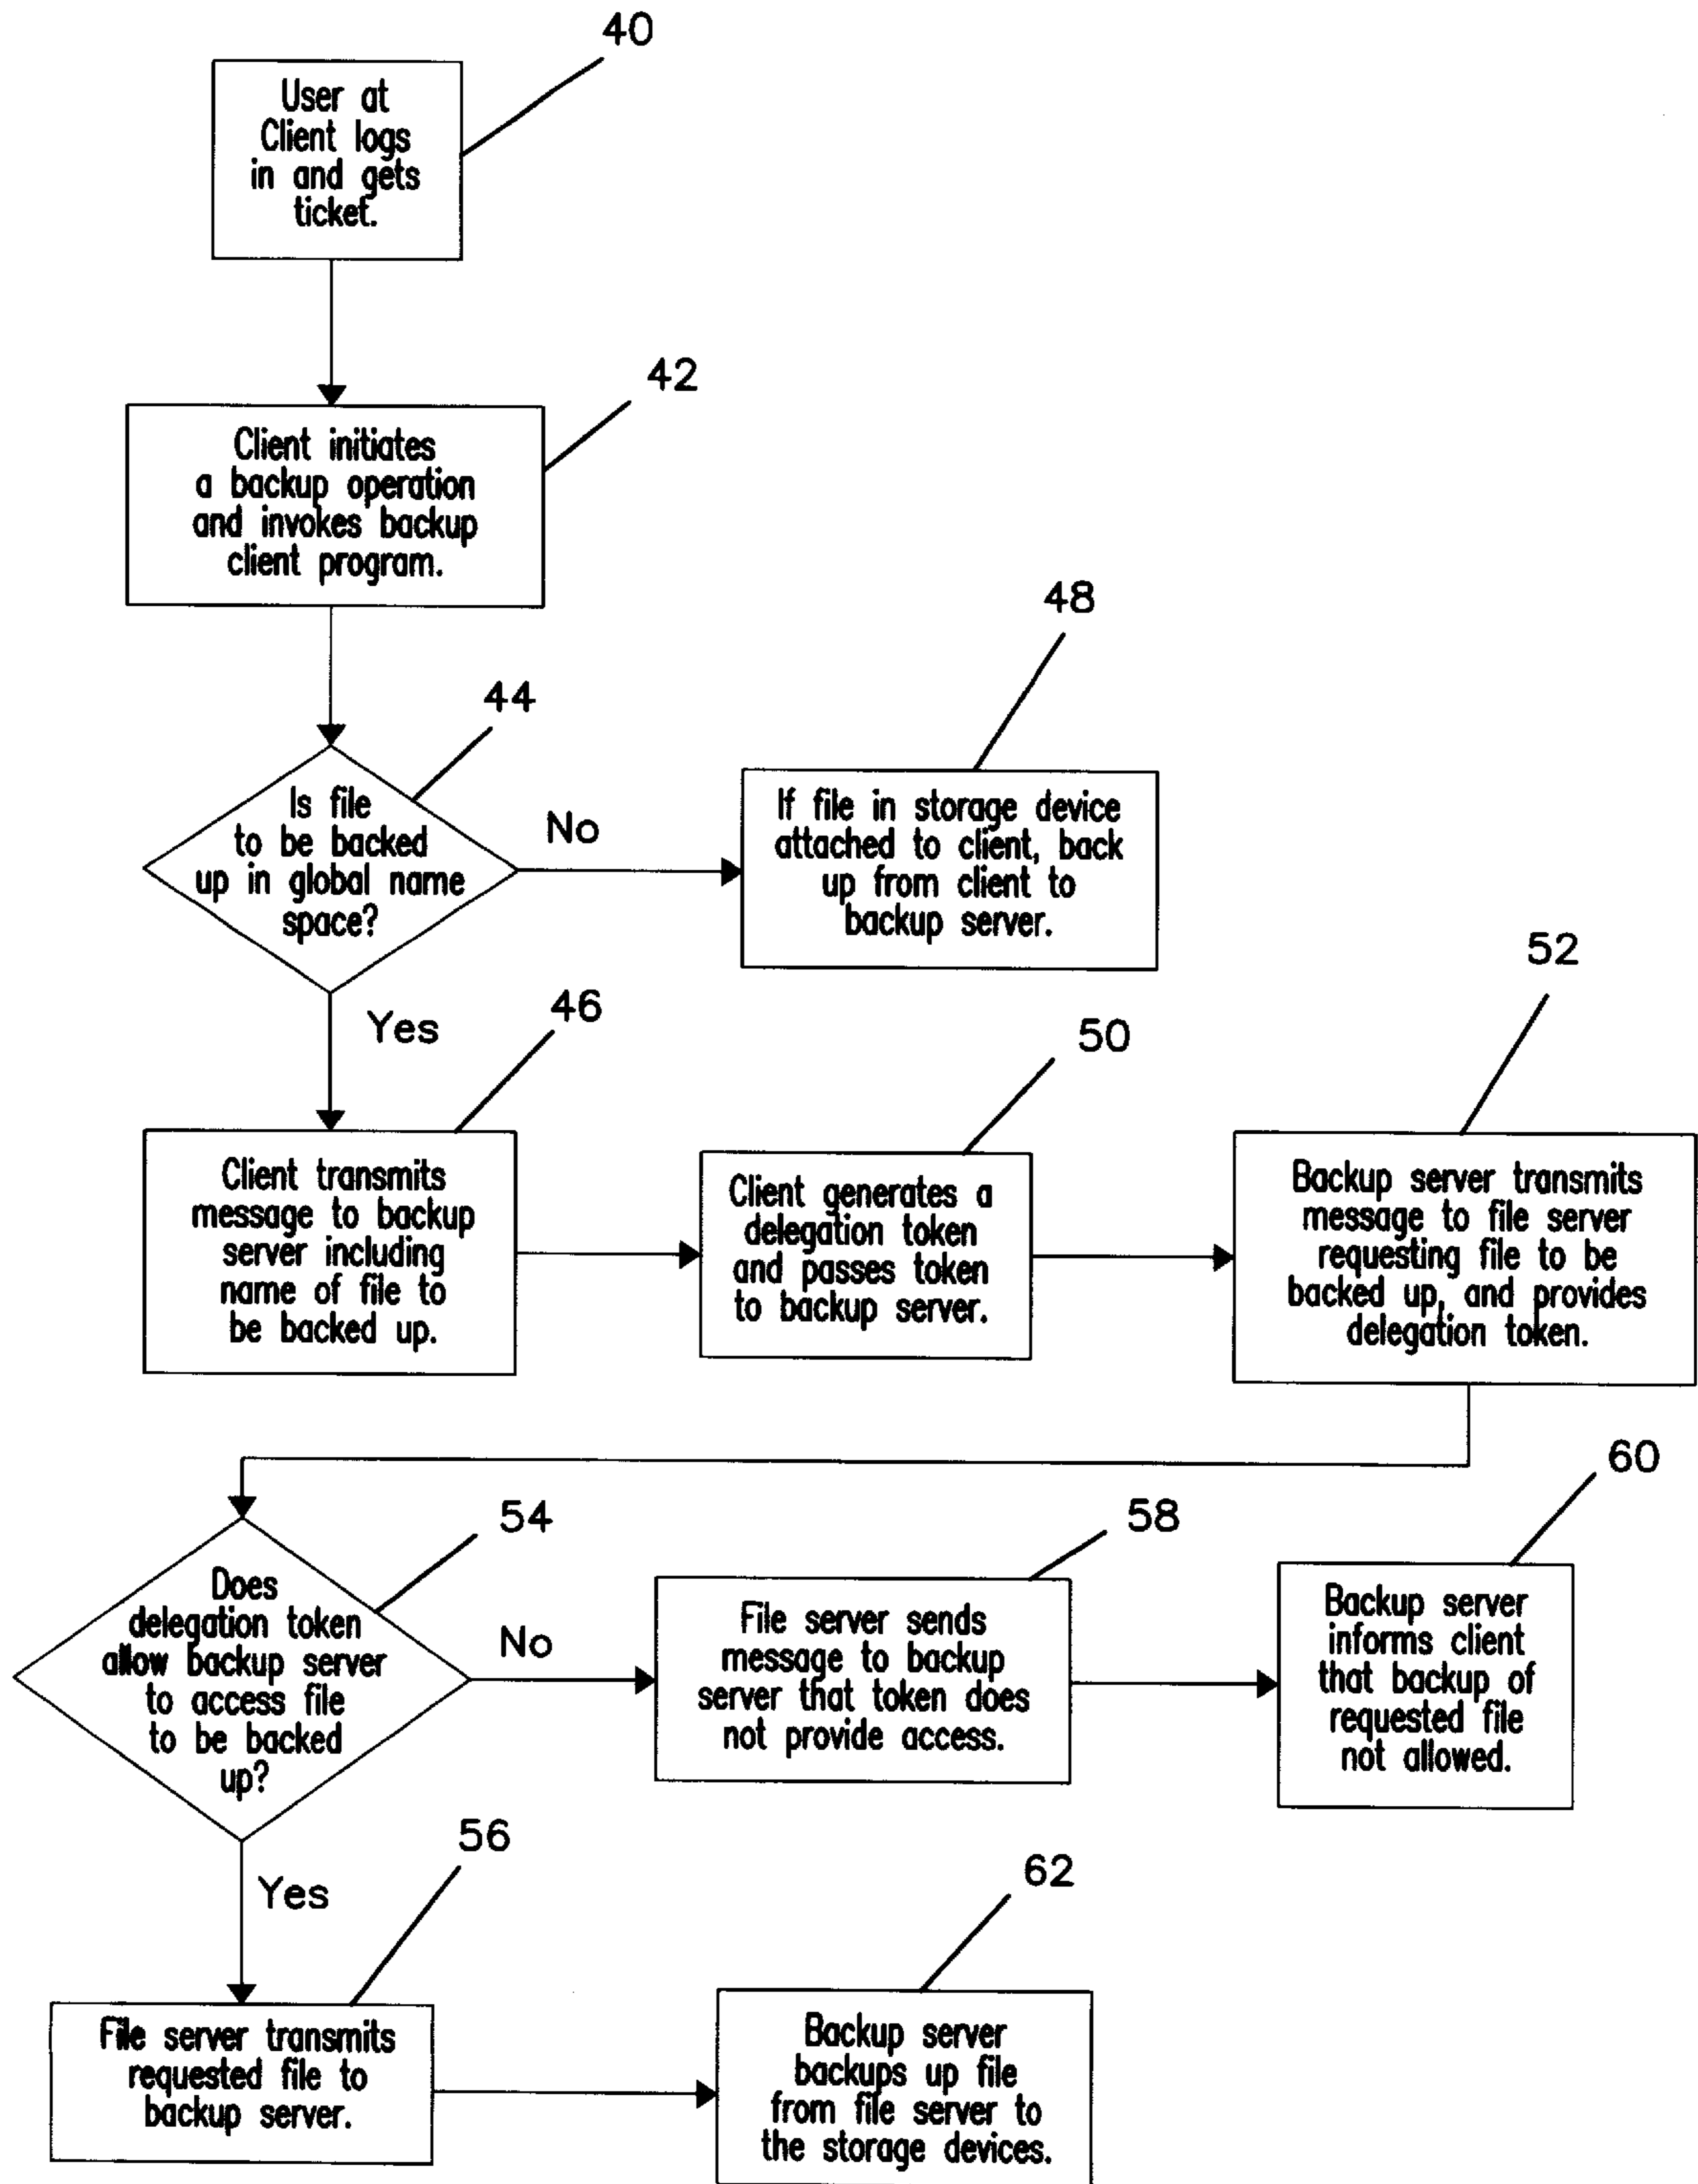 40
User at
Client logs
in and gets
ticket.
42
Client initiates
a backup operation
and invokes backup
client program.
44
Is file
to be backed
up in global name
space?
No
48
If file in storage device
attached to client, back
up from client to
backup server.
Yes
46
Client transmits
message to backup
server including
name of file to
be backed up.
50
Client generates a
delegation token
and passes token
to backup server.
52
Backup server transmits
message to file server
requesting file to be
backed up, and provides
delegation token.
54
Does
delegation token
allow backup server
to access file
to be backed
up?
No
58
File server sends
message to backup
server that token does
not provide access.
60
Backup server
informs client
that backup of
requested file
not allowed.
Yes
56
File server transmits
requested file to
backup server.
62
Backup server
backups up file
from file server to
the storage devices.